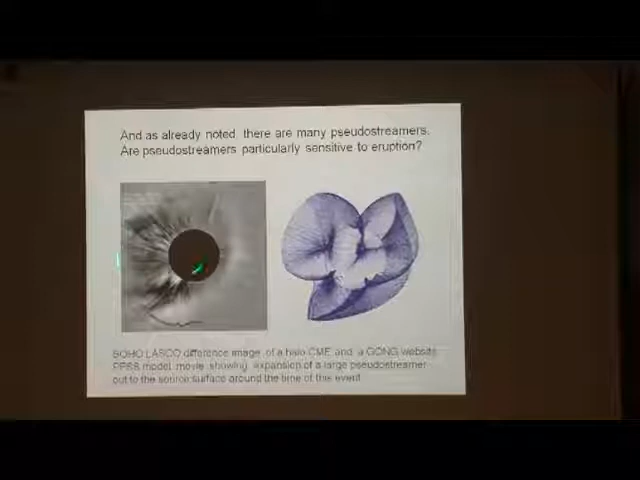 And as already noted, there are many pseudostreamers.
Are pseudostreamers particularly sensitive to eruption?
SOHO LASCO difference image of a halo CME and a GONG website
PFSS model movie showing expansion of a large pseudostreamer
out to the source surface around the time of this event